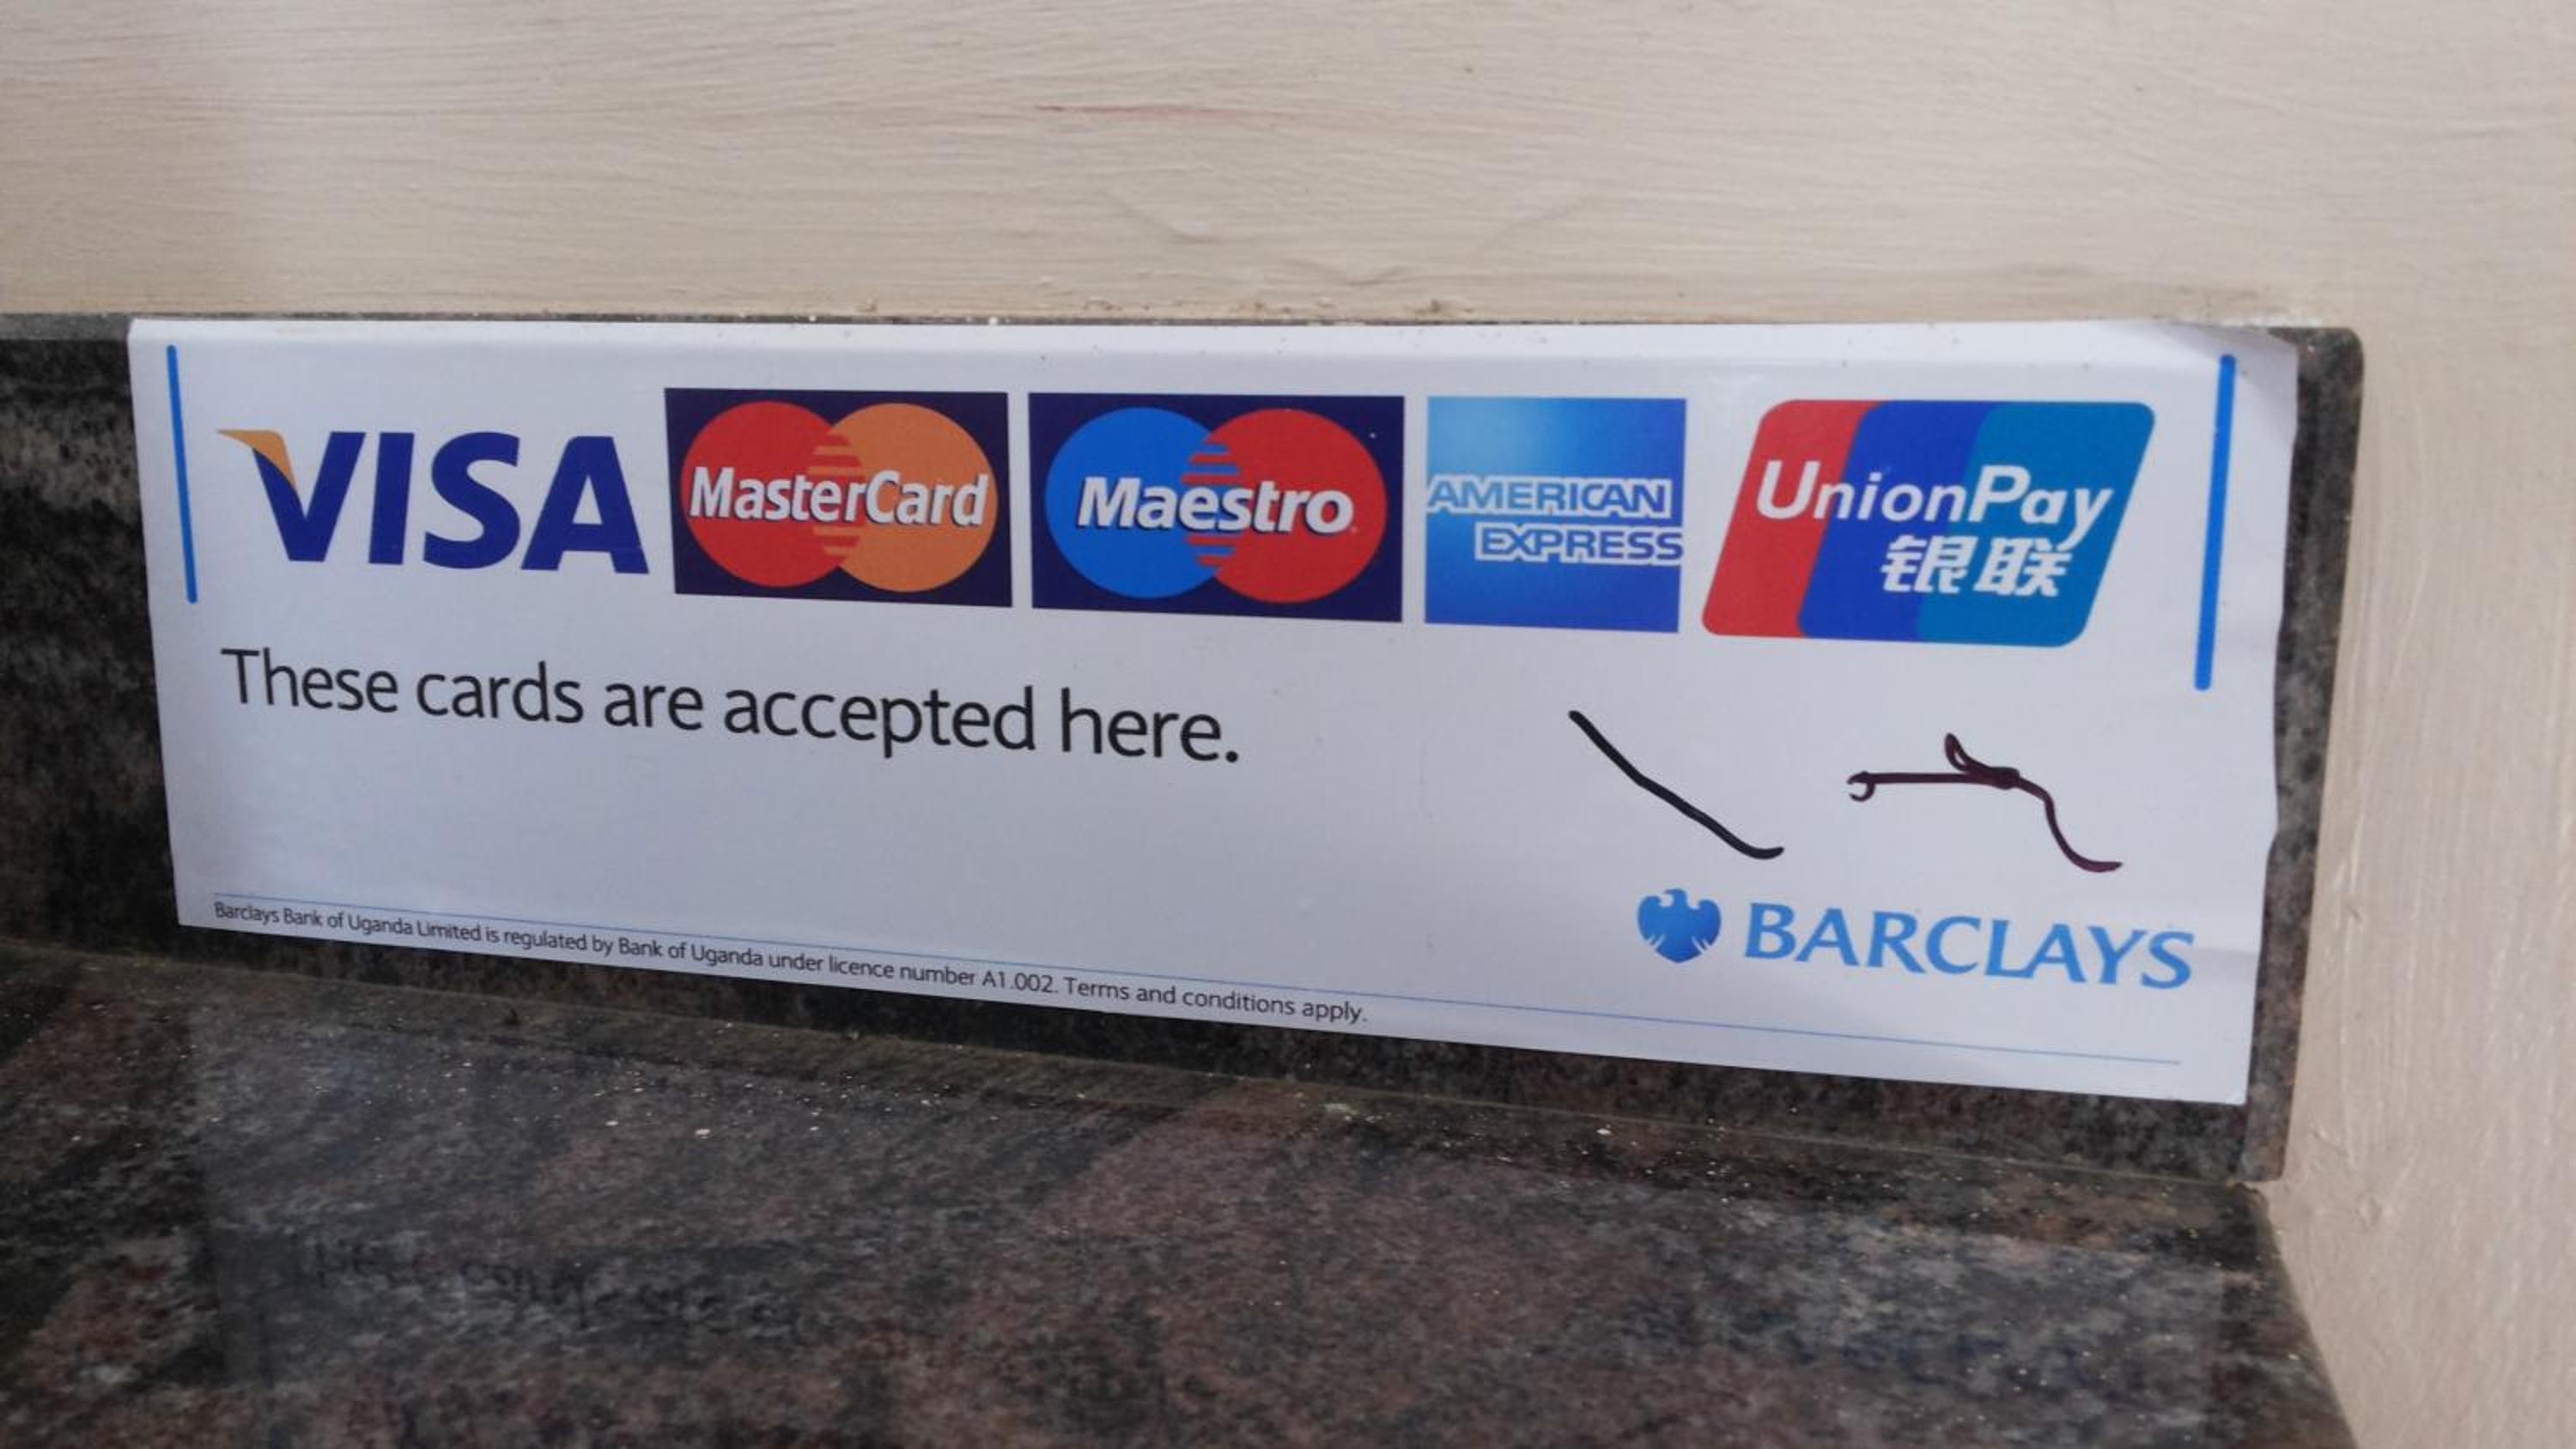 VISA MasterCard Maestro AMERICAN EXPRESS UnionPay 银联
These cards are accepted here.
BARCLAYS
Barclays Bank of Uganda Limited is regulated by Bank of Uganda under licence number A1.002. Terms and conditions apply.